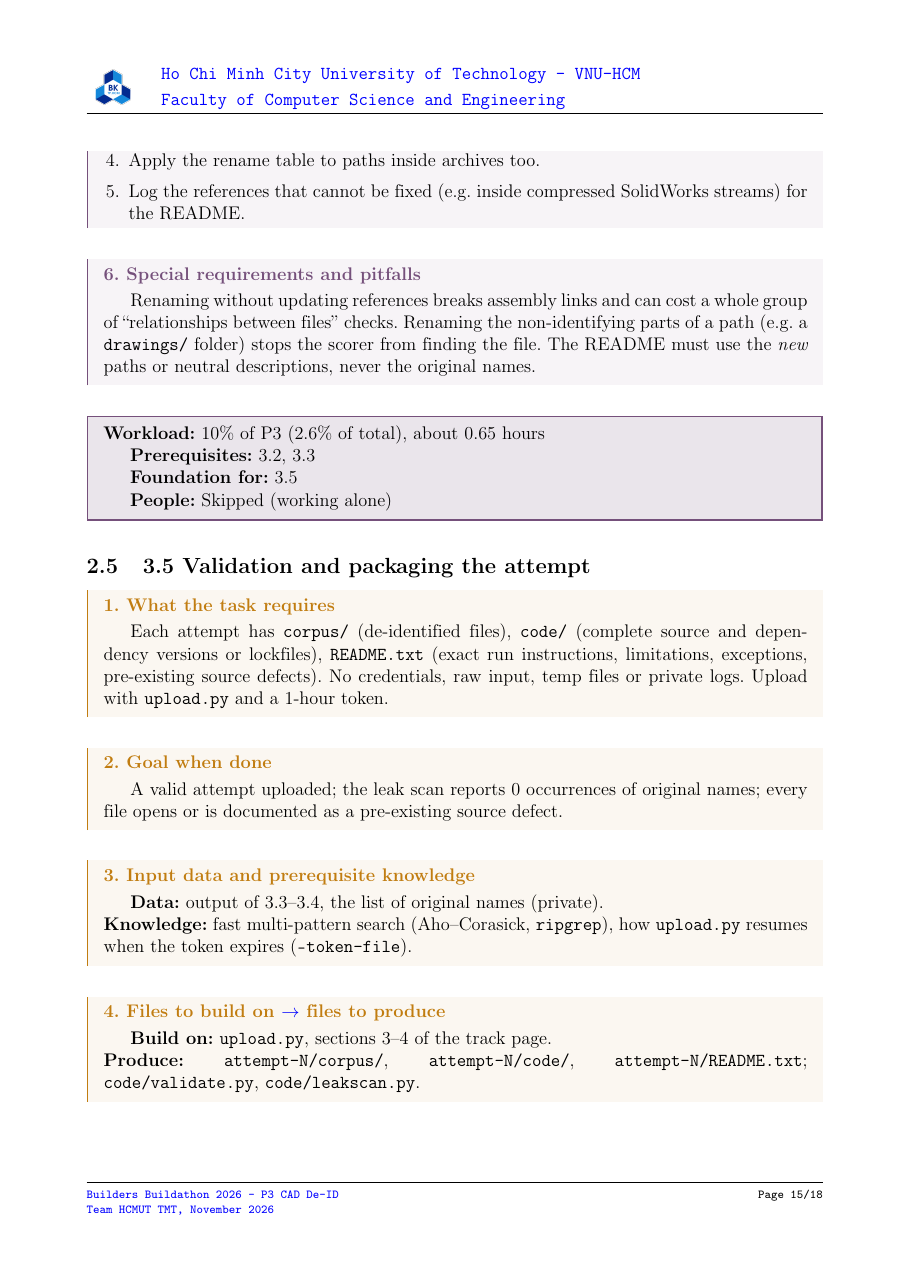 Ho Chi Minh City University of Technology - VNU-HCM
Faculty of Computer Science and Engineering
BK
4. Apply the rename table to paths inside archives too.
5. Log the references that cannot be fixed (e.g. inside compressed SolidWorks streams) for
the README.
6. Special requirements and pitfalls
Renaming without updating references breaks assembly links and can cost a whole group
of “relationships between files” checks. Renaming the non-identifying parts of a path (e.g. a
drawings/ folder) stops the scorer from finding the file. The README must use the new
paths or neutral descriptions, never the original names.
Workload: 10% of P3 (2.6% of total), about 0.65 hours
Prerequisites: 3.2, 3.3
Foundation for: 3.5
People: Skipped (working alone)
2.5 3.5 Validation and packaging the attempt
1. What the task requires
Each attempt has corpus/ (de-identified files), code/ (complete source and depen-
dency versions or lockfiles), README.txt (exact run instructions, limitations, exceptions,
pre-existing source defects). No credentials, raw input, temp files or private logs. Upload
with upload.py and a 1-hour token.
2. Goal when done
A valid attempt uploaded; the leak scan reports 0 occurrences of original names; every
file opens or is documented as a pre-existing source defect.
3. Input data and prerequisite knowledge
Data: output of 3.3–3.4, the list of original names (private).
Knowledge: fast multi-pattern search (Aho–Corasick, ripgrep), how upload.py resumes
when the token expires (-token-file).
4. Files to build on → files to produce
Build on: upload.py, sections 3–4 of the track page.
Produce: attempt-N/corpus/, attempt-N/code/, attempt-N/README.txt;
code/validate.py, code/leakscan.py.
Builders Buildathon 2026 - P3 CAD De-ID
Team HCMUT TMT, November 2026
Page 15/18